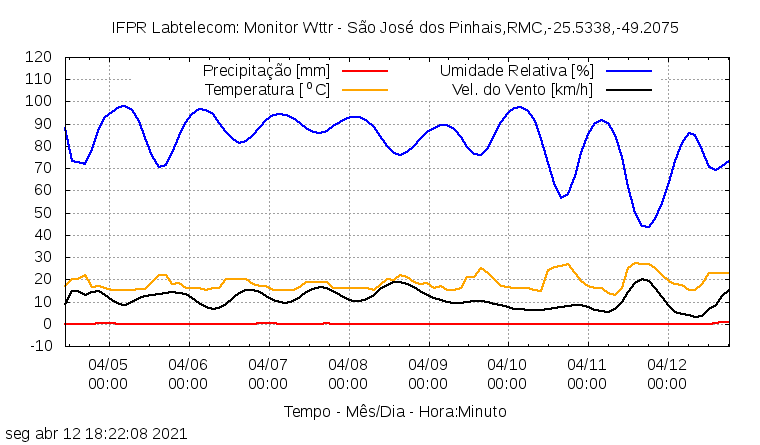 IFPR Labtelecom: Monitor Wttr - São José dos Pinhais,RMC,-25.5338,-49.2075
Precipitação [mm]
Temperatura [ ⁰C]
Umidade Relativa [%]
Vel. do Vento [km/h]
120
110
100
90
80
70
60
50
40
30
20
10
0
-10
04/05 04/06 04/07 04/08 04/09 04/10 04/11 04/12
00:00 00:00 00:00 00:00 00:00 00:00 00:00 00:00
Tempo - Mês/Dia - Hora:Minuto
seg abr 12 18:22:08 2021